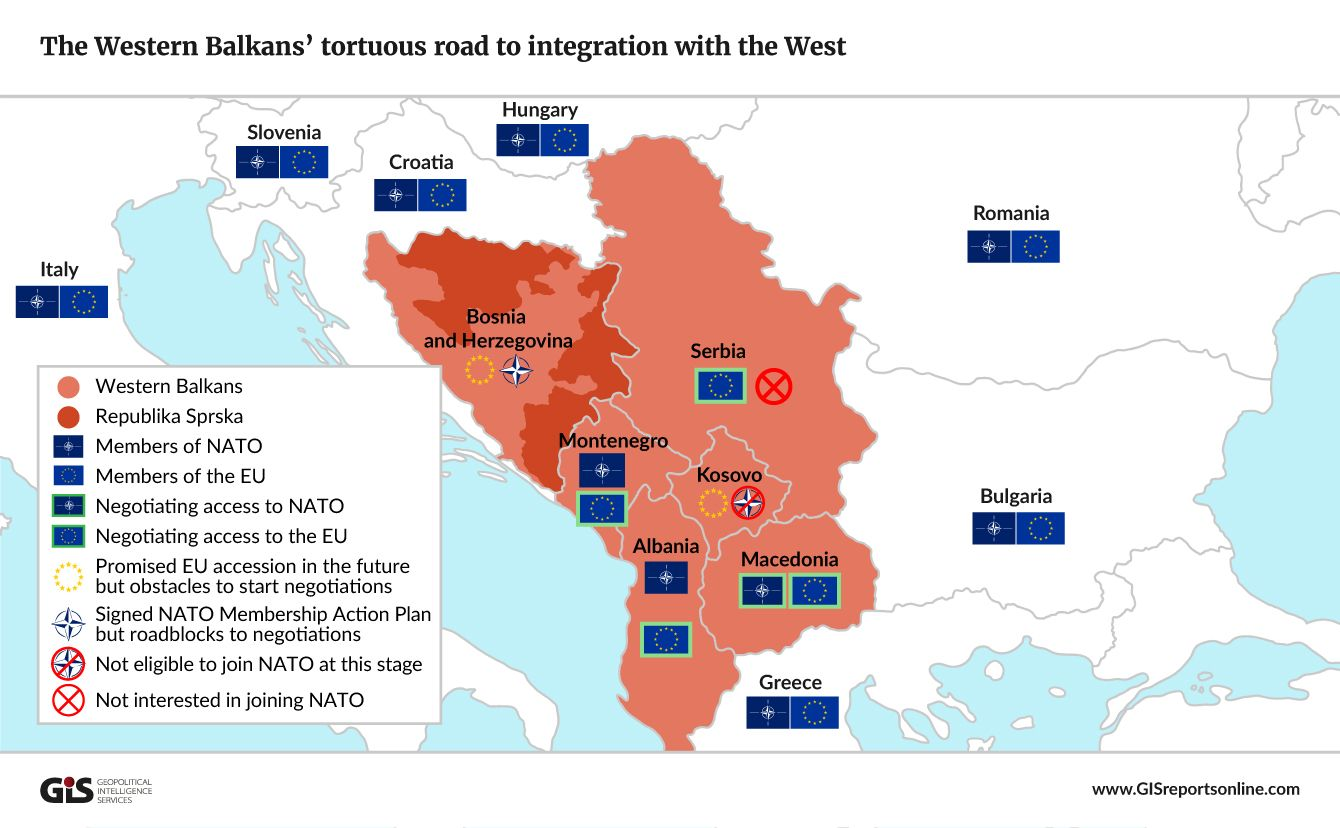 The Western Balkans’ tortuous road to integration with the West
Hungary
Slovenia
Croatia
Romania
Italy
Bosnia
and Herzegovina
Serbia
Montenegro
Kosovo
Bulgaria
Albania
Macedonia
Greece
Western Balkans
Republika Sprska
Members of NATO
Members of the EU
Negotiating access to NATO
Negotiating access to the EU
Promised EU accession in the future
but obstacles to start negotiations
Signed NATO Membership Action Plan
but roadblocks to negotiations
Not eligible to join NATO at this stage
Not interested in joining NATO
GIS
GEOPOLITICAL
INTELLIGENCE
SERVICES
www.GISreportsonline.com